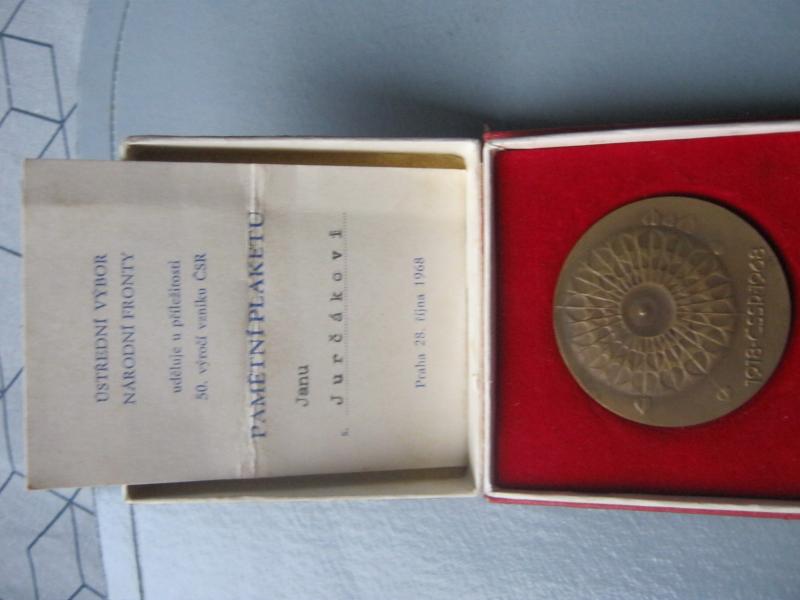 ÚSTŘEDNÍ VÝBOR
NÁRODNÍ FRONTY
uděluje u příležitosti
50. výročí vzniku ČSR
PAMĚTNÍ PLAKETU
Janu
s. Jurčákovi
Praha 28. října 1968
1918·ČSSR·1968